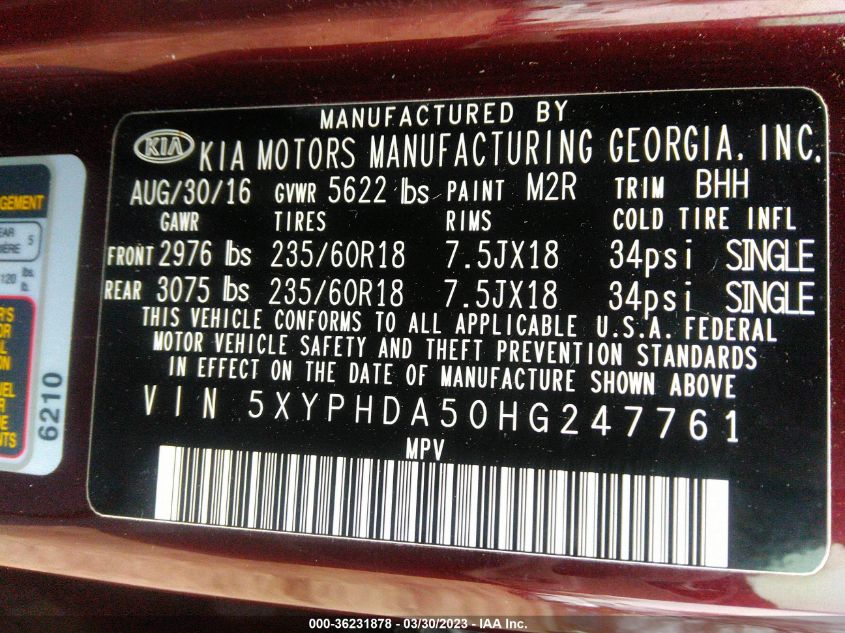 MANUFACTURED BY
KIA KIA MOTORS MANUFACTURING GEORGIA, INC.
AUG/30/16 GVWR 5622 lbs PAINT M2R TRIM BHH
GAWR TIRES RIMS COLD TIRE INFL
FRONT 2976 lbs 235/60R18 7.5JX18 34psi SINGLE
REAR 3075 lbs 235/60R18 7.5JX18 34psi SINGLE
THIS VEHICLE CONFORMS TO ALL APPLICABLE U.S.A. FEDERAL
MOTOR VEHICLE SAFETY AND THEFT PREVENTION STANDARDS
IN EFFECT ON THE DATE OF MANUFACTURE SHOWN ABOVE
VIN 5XYPHDA50HG247761
MPV
5
120 lbs.
6210
000-36231878 - 03/30/2023 - IAA Inc.